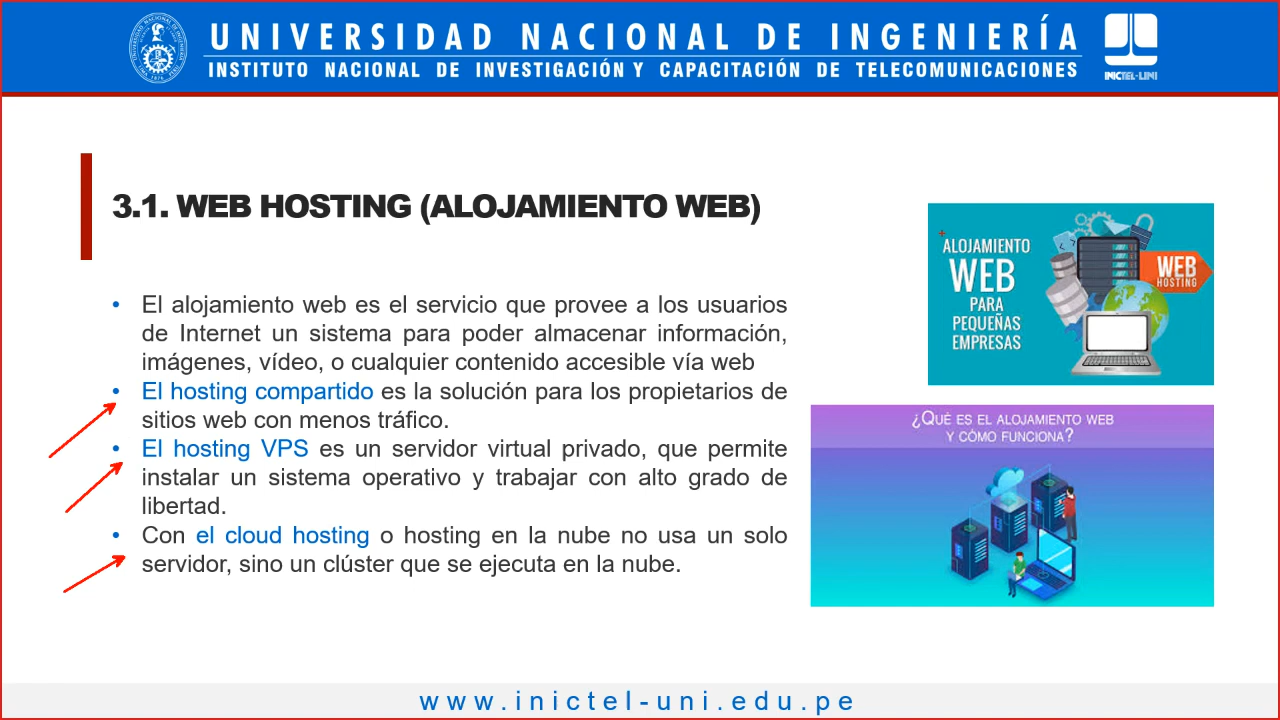 UNIVERSIDAD NACIONAL DE INGENIERÍA
INSTITUTO NACIONAL DE INVESTIGACIÓN Y CAPACITACIÓN DE TELECOMUNICACIONES
INICTEL-UNI
3.1. WEB HOSTING (ALOJAMIENTO WEB)
• El alojamiento web es el servicio que provee a los usuarios
de Internet un sistema para poder almacenar información,
imágenes, vídeo, o cualquier contenido accesible vía web
• El hosting compartido es la solución para los propietarios de
sitios web con menos tráfico.
• El hosting VPS es un servidor virtual privado, que permite
instalar un sistema operativo y trabajar con alto grado de
libertad.
• Con el cloud hosting o hosting en la nube no usa un solo
servidor, sino un clúster que se ejecuta en la nube.
ALOJAMIENTO
WEB
PARA
PEQUEÑAS
EMPRESAS
WEB
HOSTING
¿QUÉ ES EL ALOJAMIENTO WEB
Y CÓMO FUNCIONA?
www.inictel-uni.edu.pe